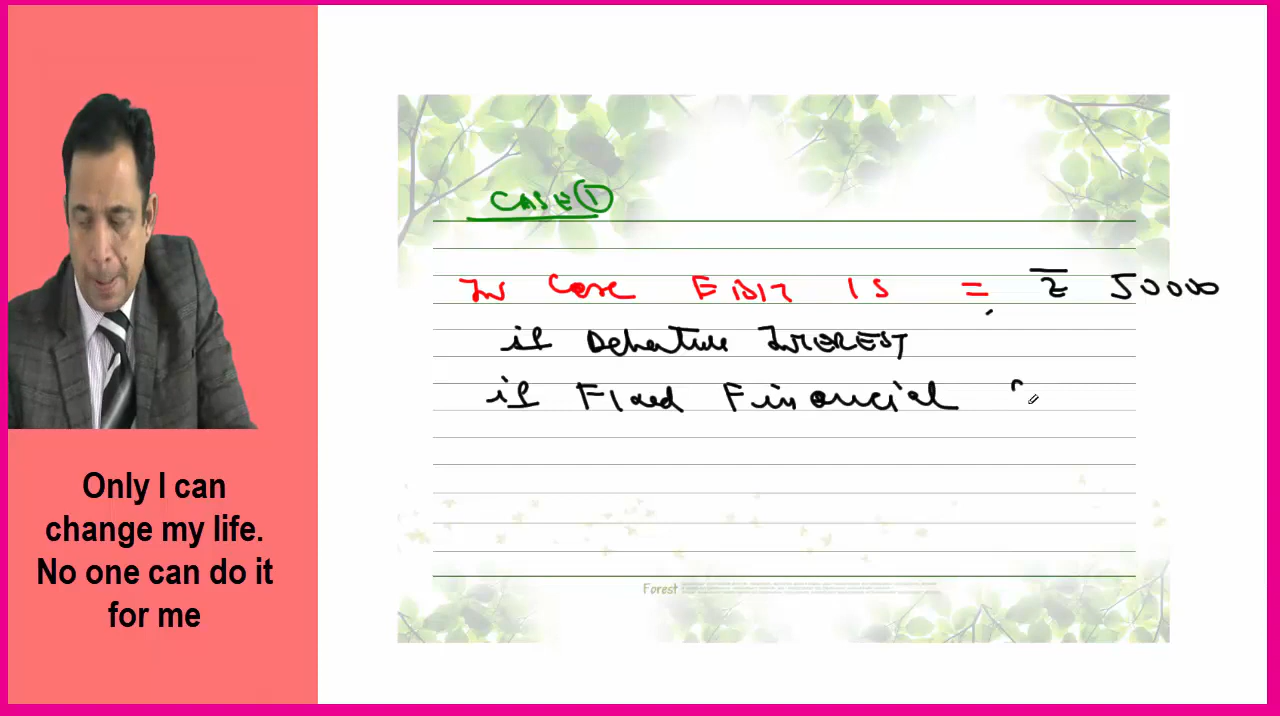 Only I can
change my life.
No one can do it
for me
CASE ①
In Case EBIT IS = ₹ 50000
if Debenture INTEREST
if Fixed Financial
Forest